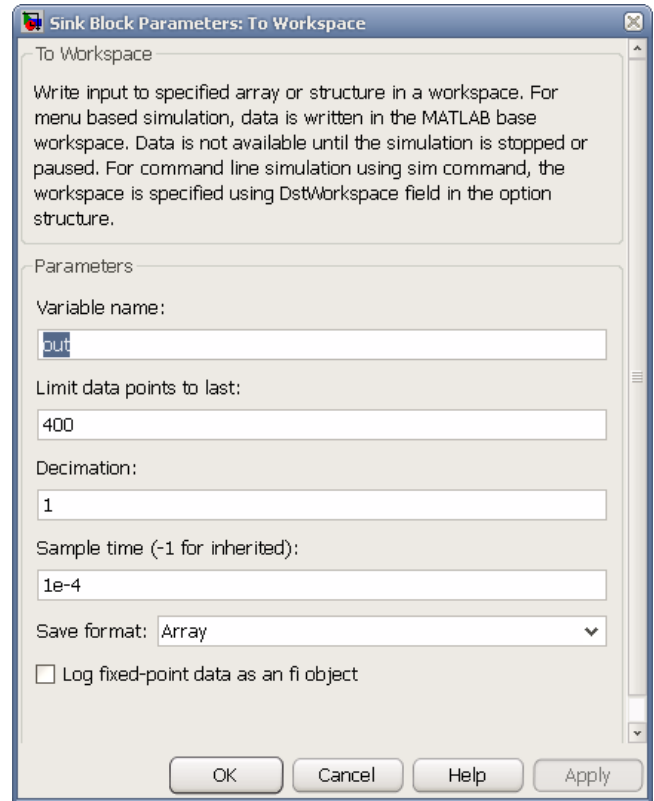 Sink Block Parameters: To Workspace
To Workspace
Write input to specified array or structure in a workspace. For
menu based simulation, data is written in the MATLAB base
workspace. Data is not available until the simulation is stopped or
paused. For command line simulation using sim command, the
workspace is specified using DstWorkspace field in the option
structure.
Parameters
Variable name:
out
Limit data points to last:
400
Decimation:
1
Sample time (-1 for inherited):
1e-4
Save format: Array
Log fixed-point data as an fi object
OK Cancel Help Apply